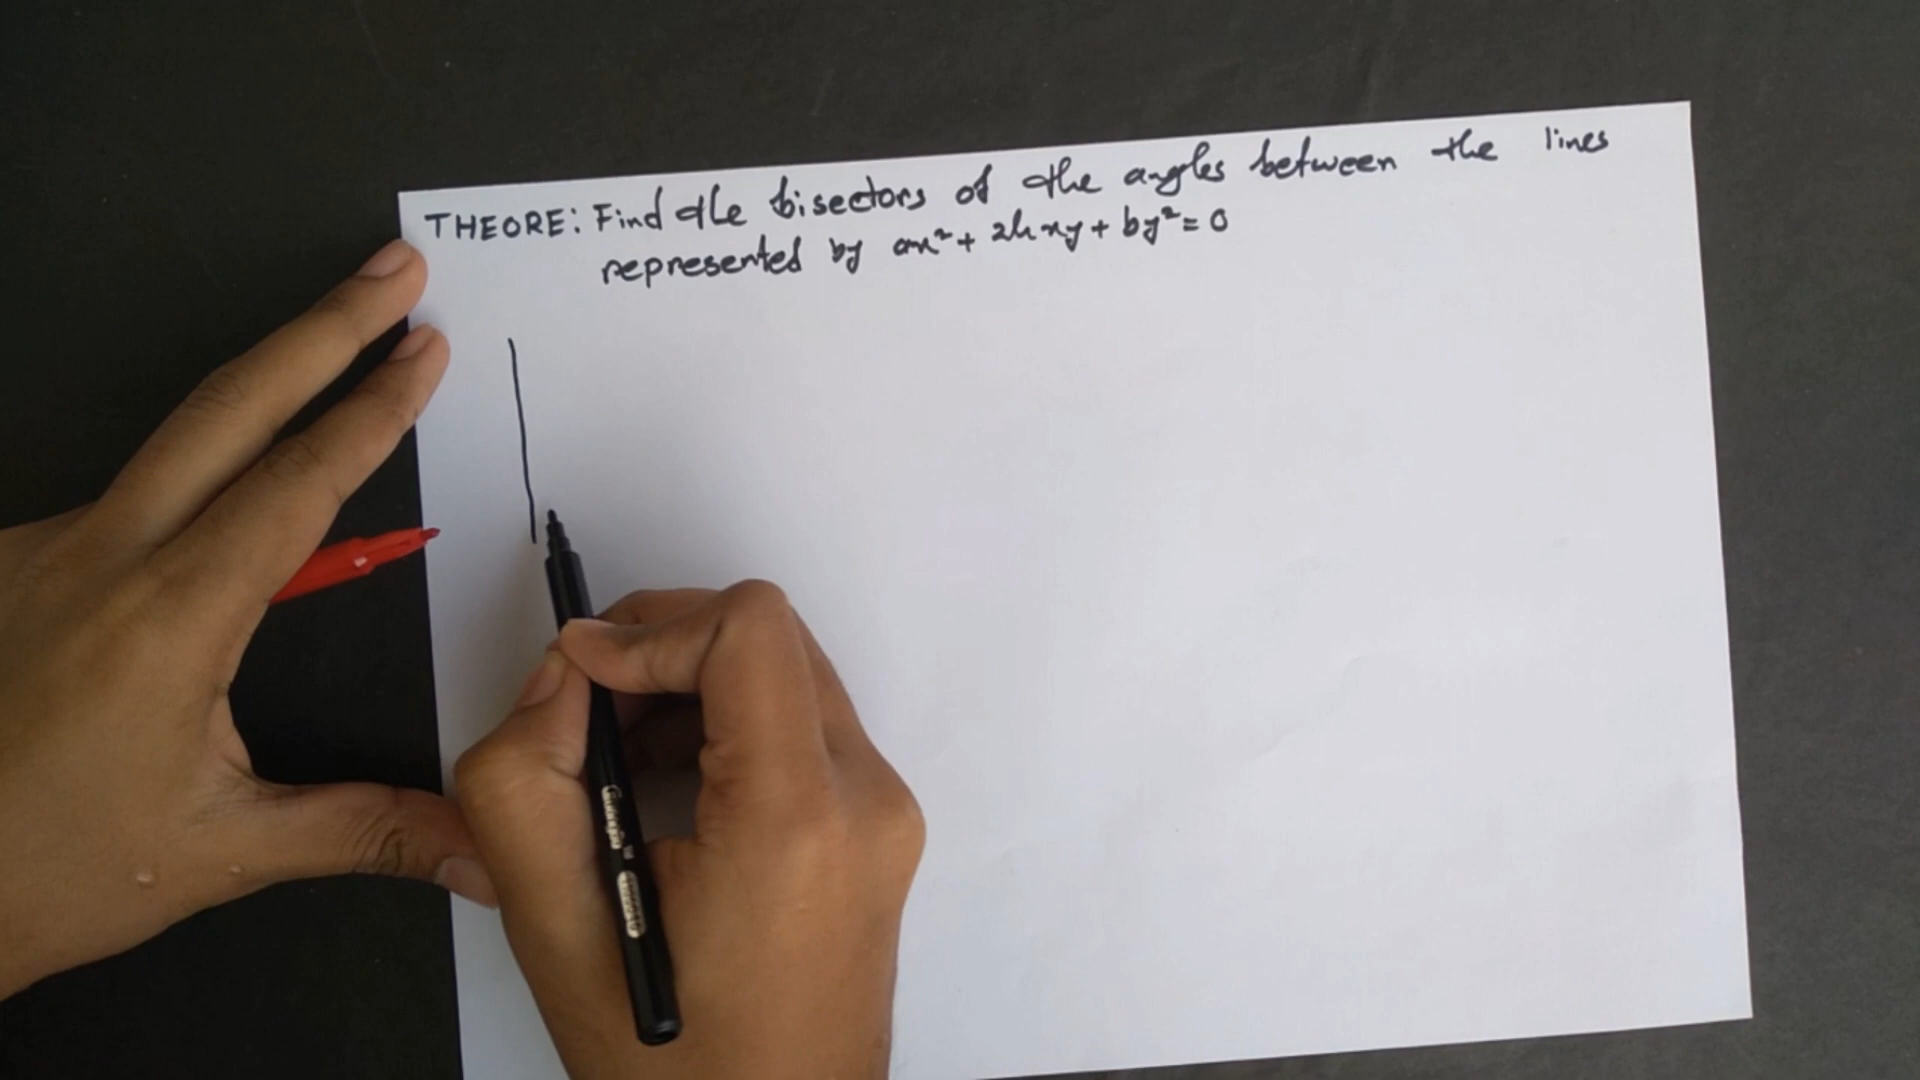 THEORE: Find the bisectors of the angles between the lines
represented by ax²+ 2hxy + by² = 0